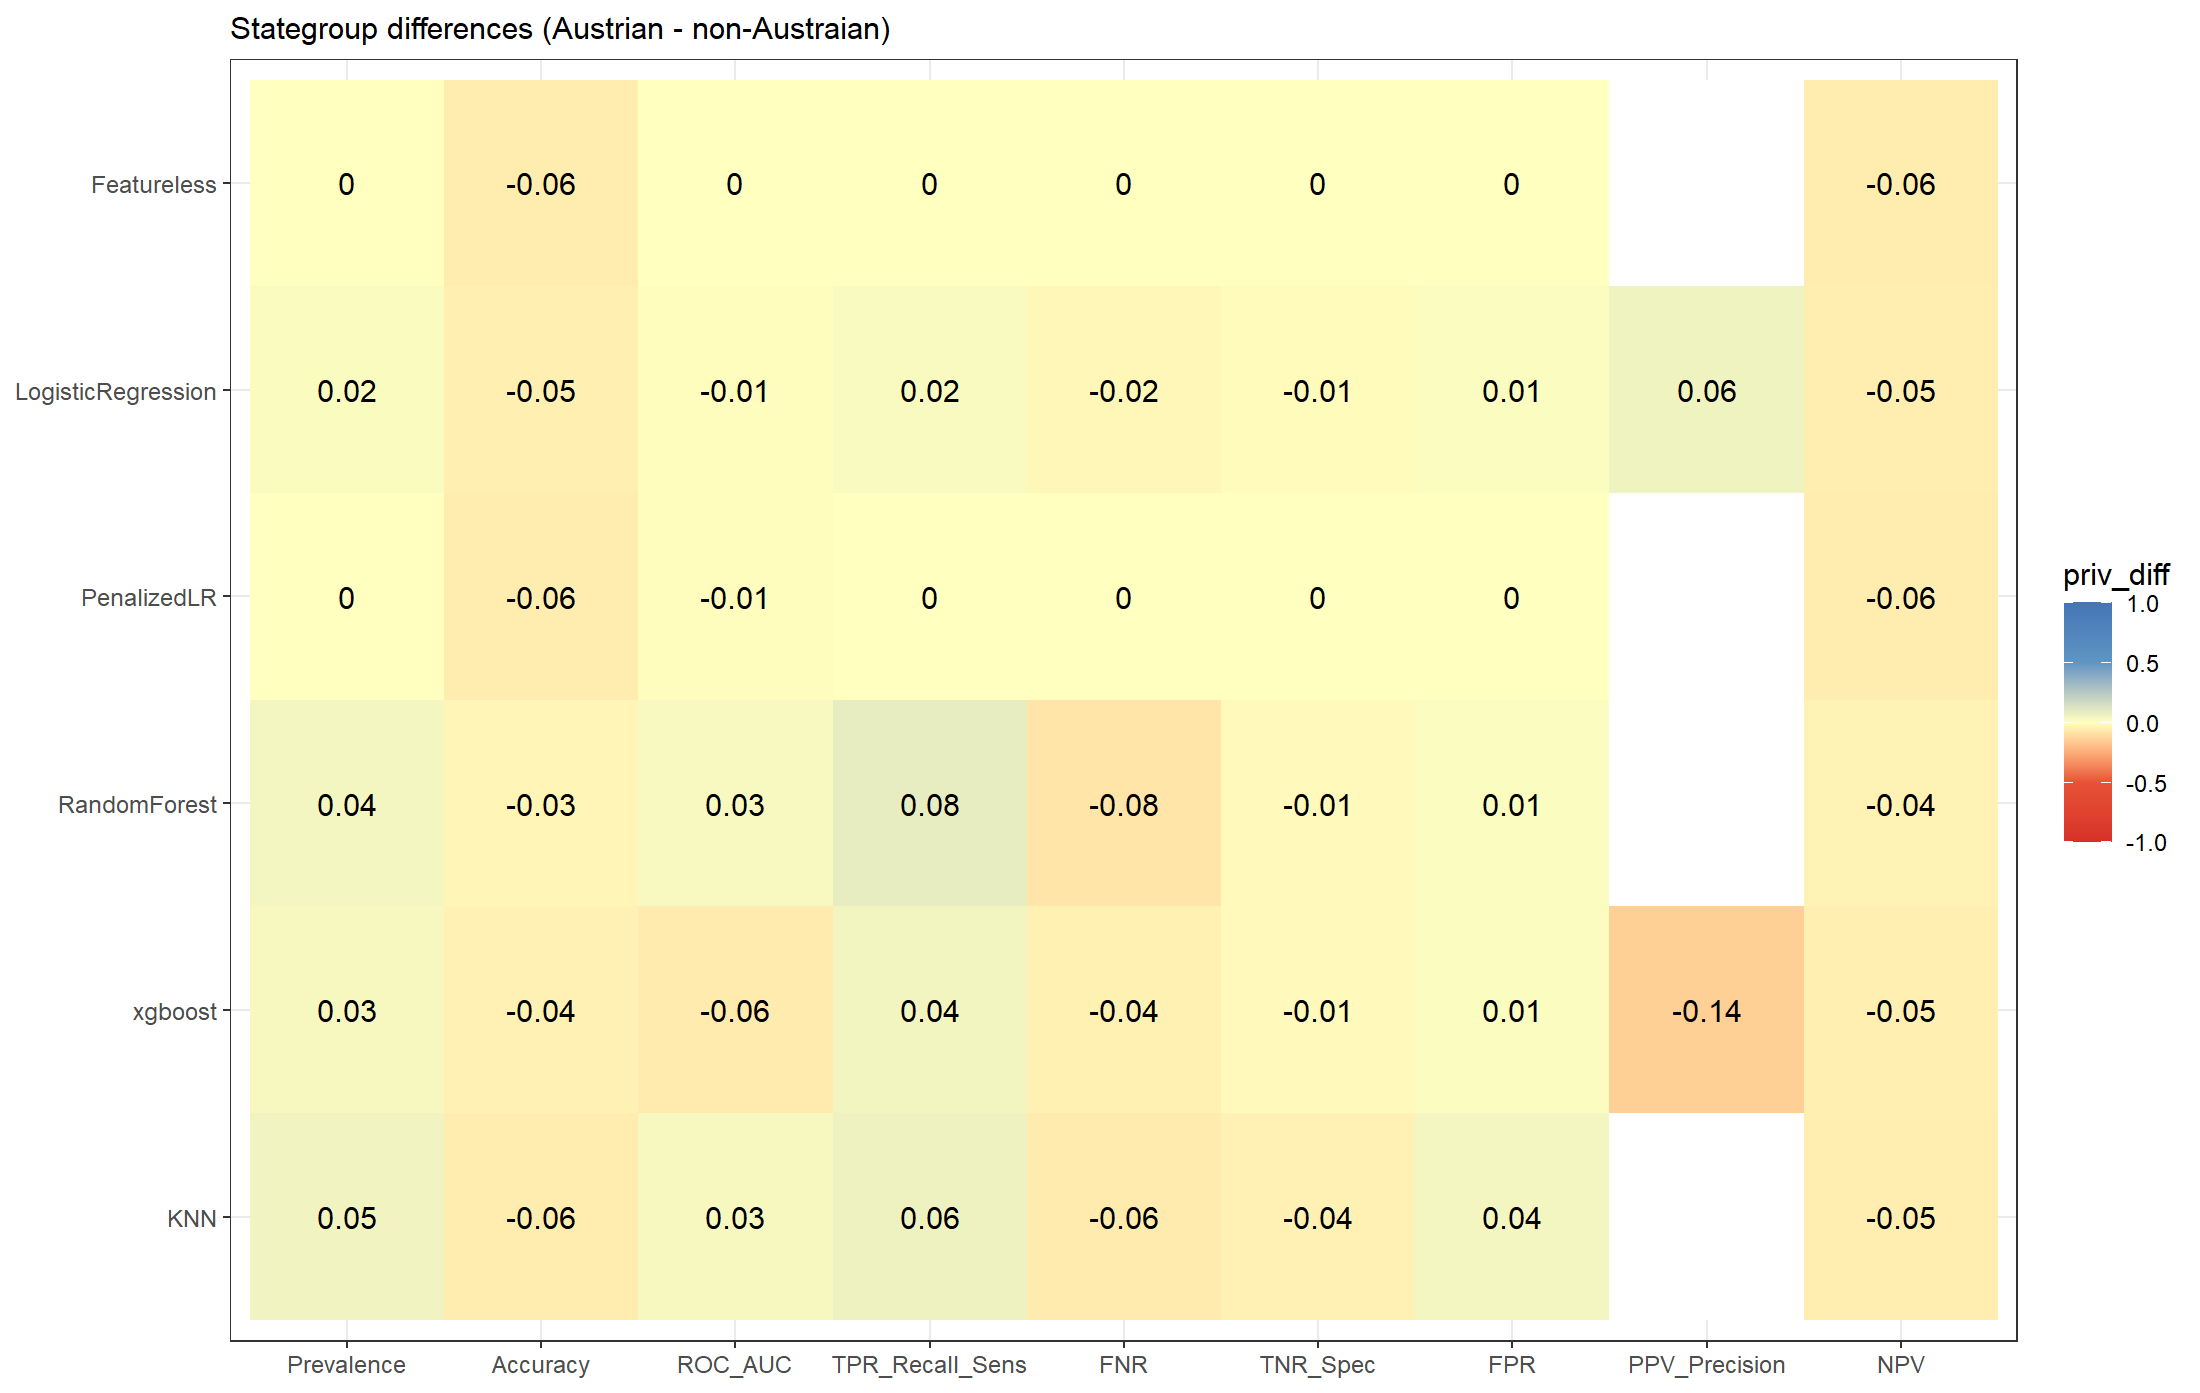 Stategroup differences (Austrian - non-Austraian)
Featureless 0 -0.06 0 0 0 0 0 -0.06
LogisticRegression 0.02 -0.05 -0.01 0.02 -0.02 -0.01 0.01 0.06 -0.05
PenalizedLR 0 -0.06 -0.01 0 0 0 0 -0.06
RandomForest 0.04 -0.03 0.03 0.08 -0.08 -0.01 0.01 -0.04
xgboost 0.03 -0.04 -0.06 0.04 -0.04 -0.01 0.01 -0.14 -0.05
KNN 0.05 -0.06 0.03 0.06 -0.06 -0.04 0.04 -0.05
Prevalence Accuracy ROC_AUC TPR_Recall_Sens FNR TNR_Spec FPR PPV_Precision NPV
priv_diff
1.0
0.5
0.0
-0.5
-1.0